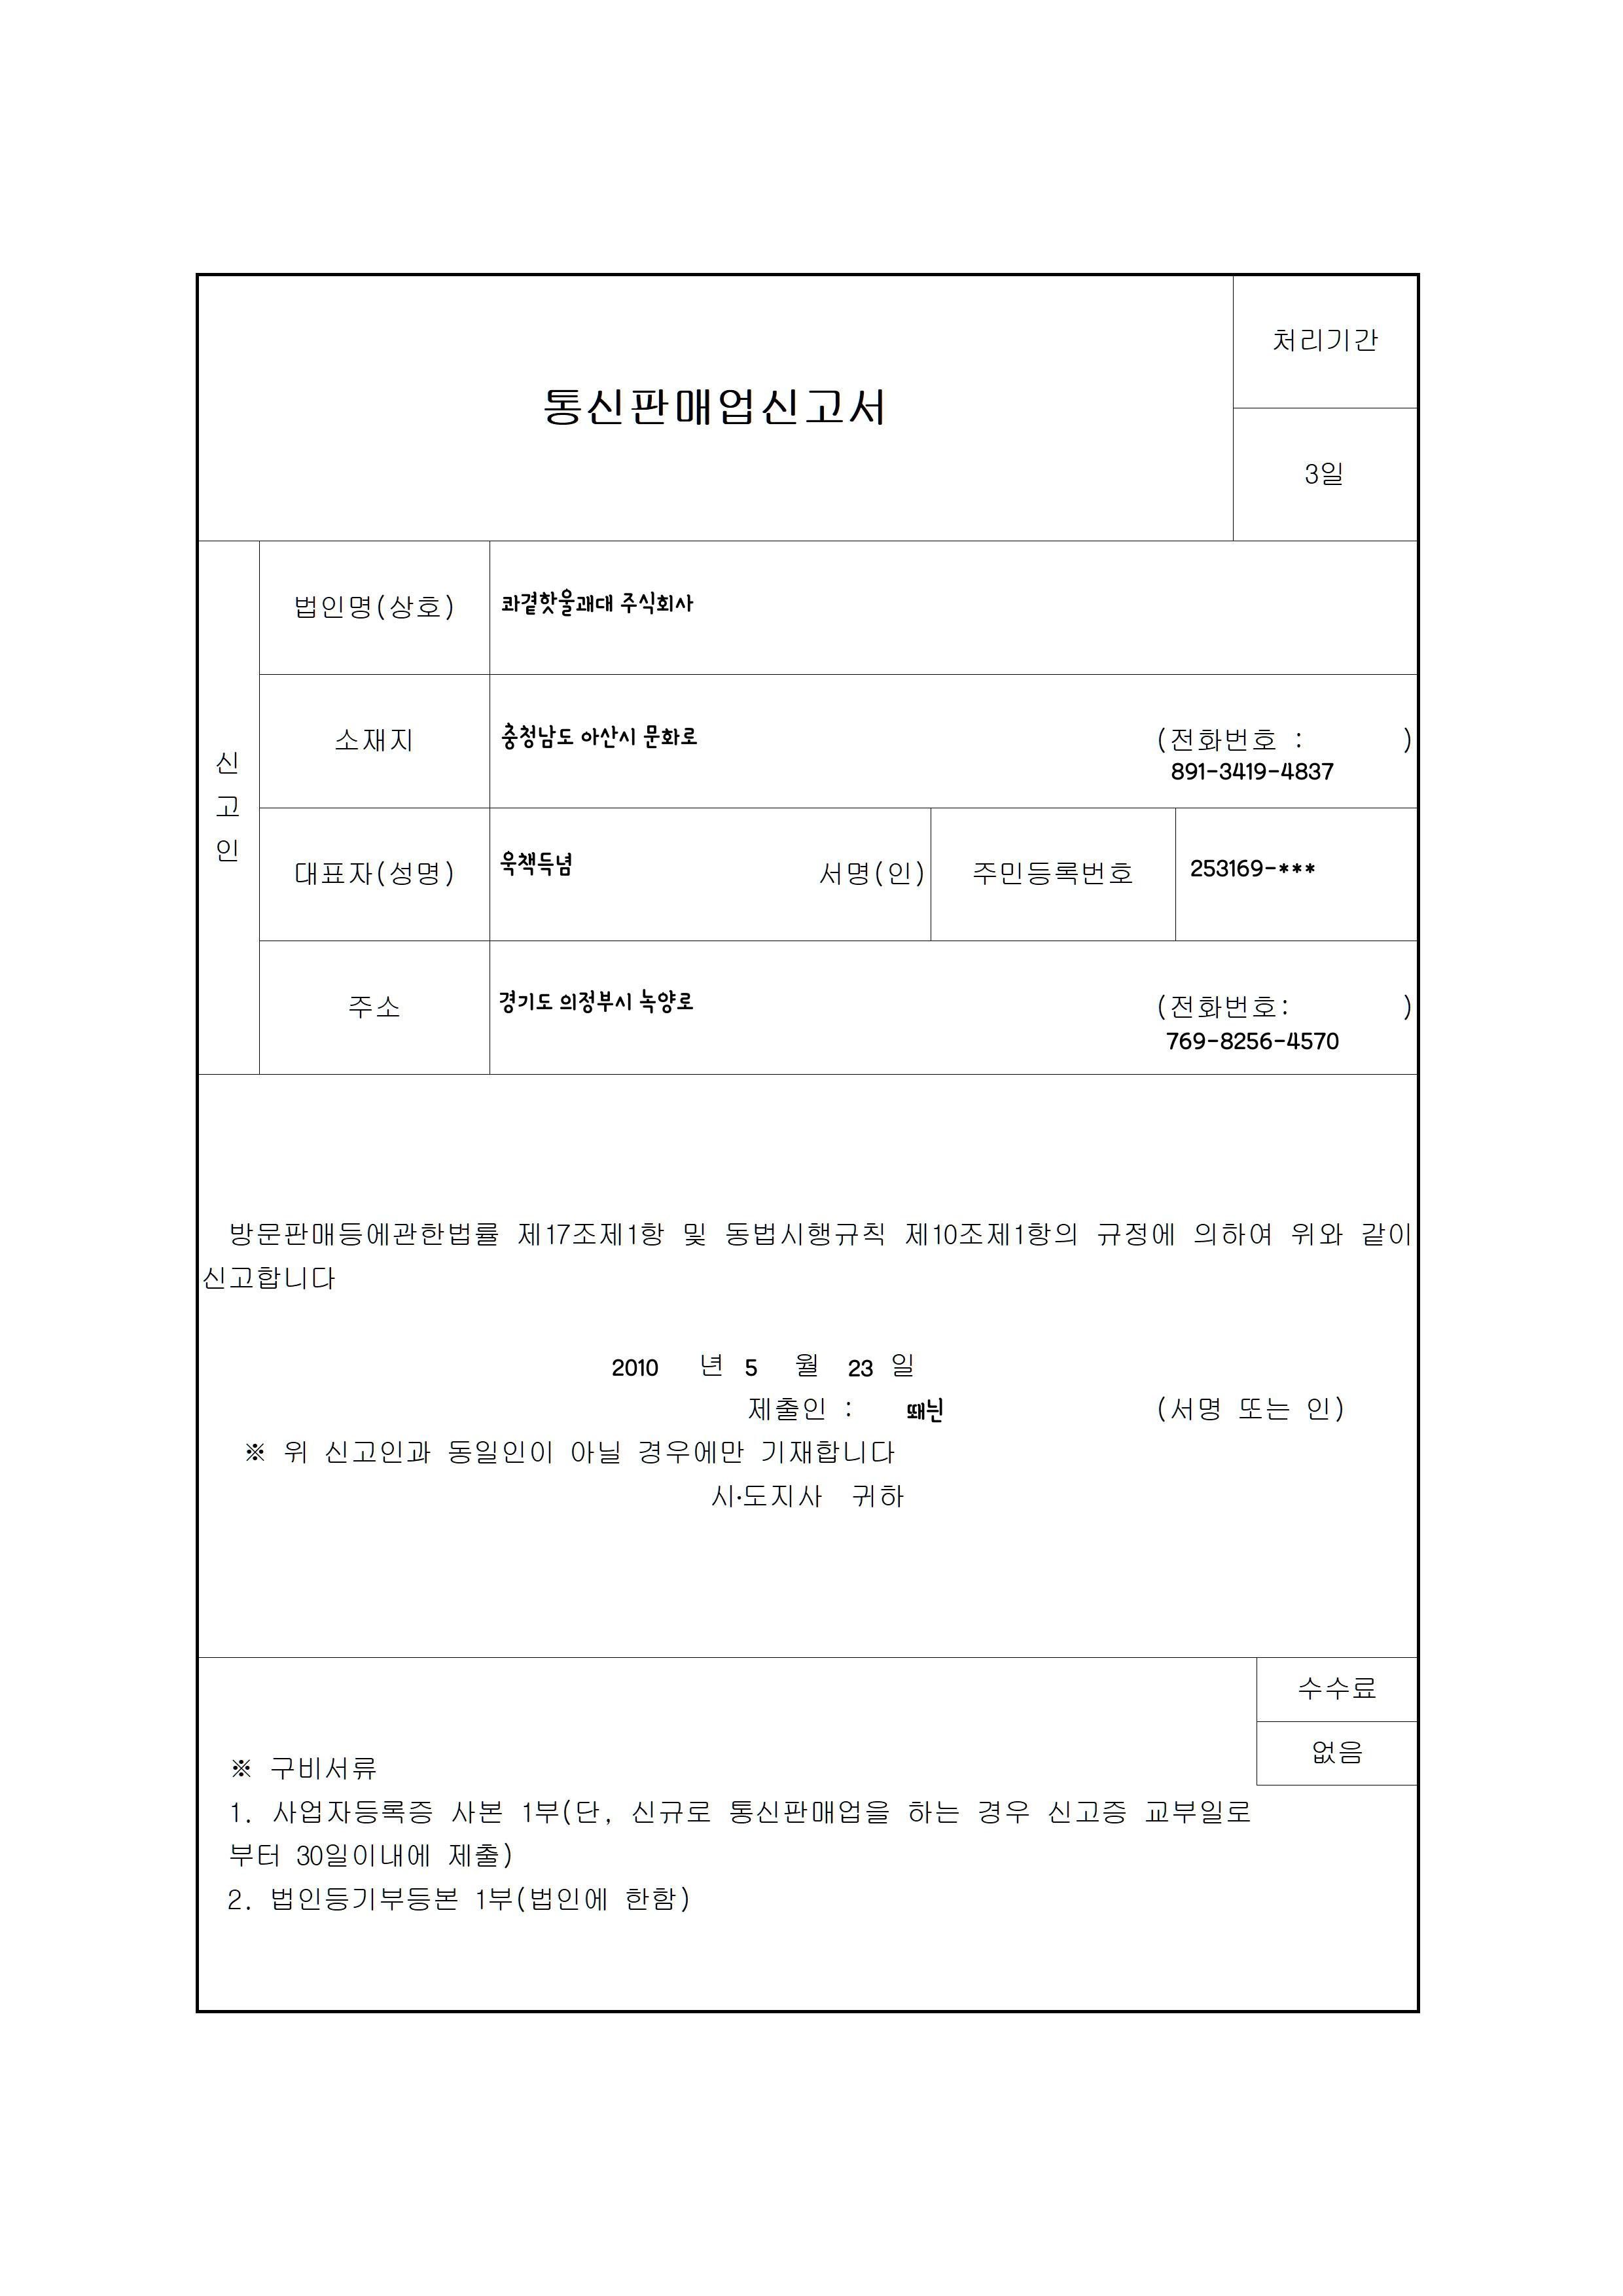 통신판매업신고서
처리기간
3일
신고인
법인명(상호)
콰곁핫울괘대 주식회사
소재지
충청남도 아산시 문화로
(전화번호 : )
891-3419-4837
대표자(성명)
욱책득념
서명(인)
주민등록번호
253169-***
주소
경기도 의정부시 녹양로
(전화번호: )
769-8256-4570
방문판매등에관한법률 제17조제1항 및 동법시행규칙 제10조제1항의 규정에 의하여 위와 같이
신고합니다
2010 년 5 월 23 일
제출인 : 뙈늰 (서명 또는 인)
※ 위 신고인과 동일인이 아닐 경우에만 기재합니다
시·도지사 귀하
수수료
없음
※ 구비서류
1. 사업자등록증 사본 1부(단, 신규로 통신판매업을 하는 경우 신고증 교부일로
부터 30일이내에 제출)
2. 법인등기부등본 1부(법인에 한함)